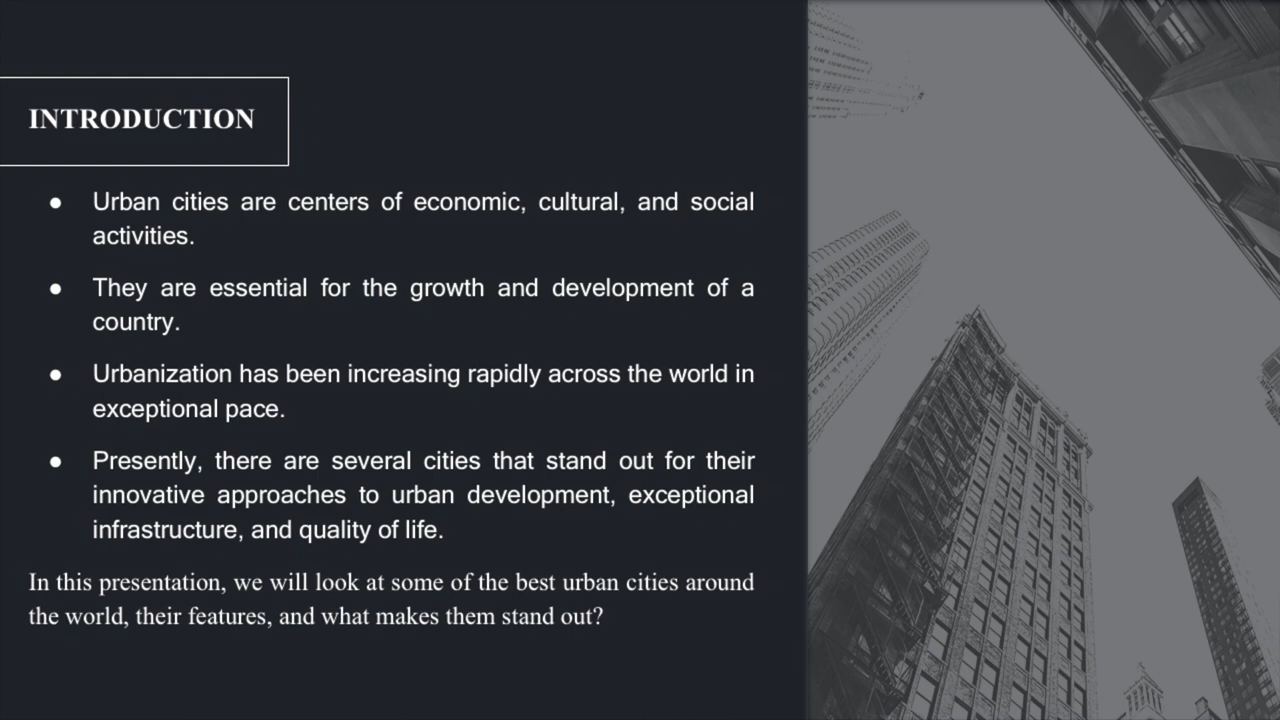 INTRODUCTION
● Urban cities are centers of economic, cultural, and social
activities.
● They are essential for the growth and development of a
country.
● Urbanization has been increasing rapidly across the world in
exceptional pace.
● Presently, there are several cities that stand out for their
innovative approaches to urban development, exceptional
infrastructure, and quality of life.
In this presentation, we will look at some of the best urban cities around
the world, their features, and what makes them stand out?